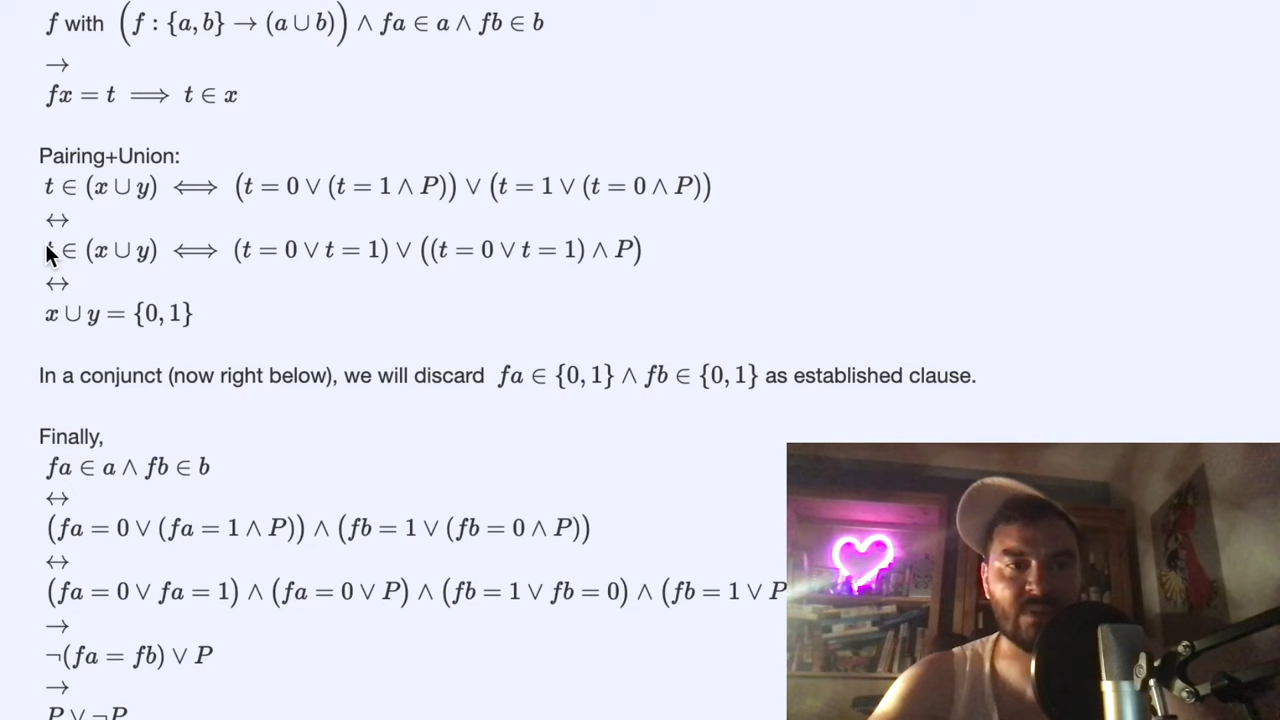 f with (f : {a, b} → (a ∪ b)) ∧ fa ∈ a ∧ fb ∈ b
→
fx = t ⟹ t ∈ x
Pairing+Union:
t ∈ (x ∪ y) ⟺ (t = 0 ∨ (t = 1 ∧ P)) ∨ (t = 1 ∨ (t = 0 ∧ P))
↔
∈ (x ∪ y) ⟺ (t = 0 ∨ t = 1) ∨ ((t = 0 ∨ t = 1) ∧ P)
↔
x ∪ y = {0, 1}
In a conjunct (now right below), we will discard fa ∈ {0, 1} ∧ fb ∈ {0, 1} as established clause.
Finally,
fa ∈ a ∧ fb ∈ b
↔
(fa = 0 ∨ (fa = 1 ∧ P)) ∧ (fb = 1 ∨ (fb = 0 ∧ P))
↔
(fa = 0 ∨ fa = 1) ∧ (fa = 0 ∨ P) ∧ (fb = 1 ∨ fb = 0) ∧ (fb = 1 ∨ P
→
¬(fa = fb) ∨ P
→
P ∨ ¬P